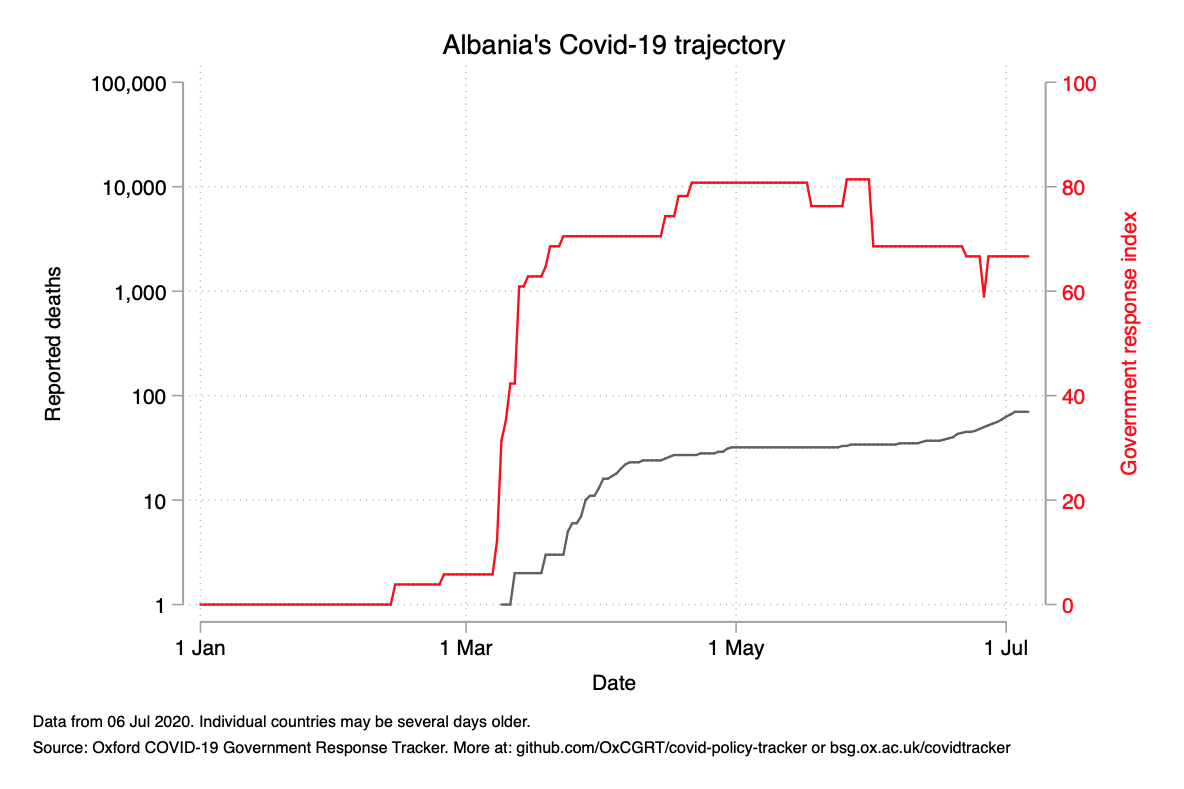 Albania's Covid-19 trajectory
100,000
10,000
1,000
100
10
1
Reported deaths
100
80
60
40
20
0
Government response index
1 Jan
1 Mar
1 May
1 Jul
Date
Data from 06 Jul 2020. Individual countries may be several days older.
Source: Oxford COVID-19 Government Response Tracker. More at: github.com/OxCGRT/covid-policy-tracker or bsg.ox.ac.uk/covidtracker